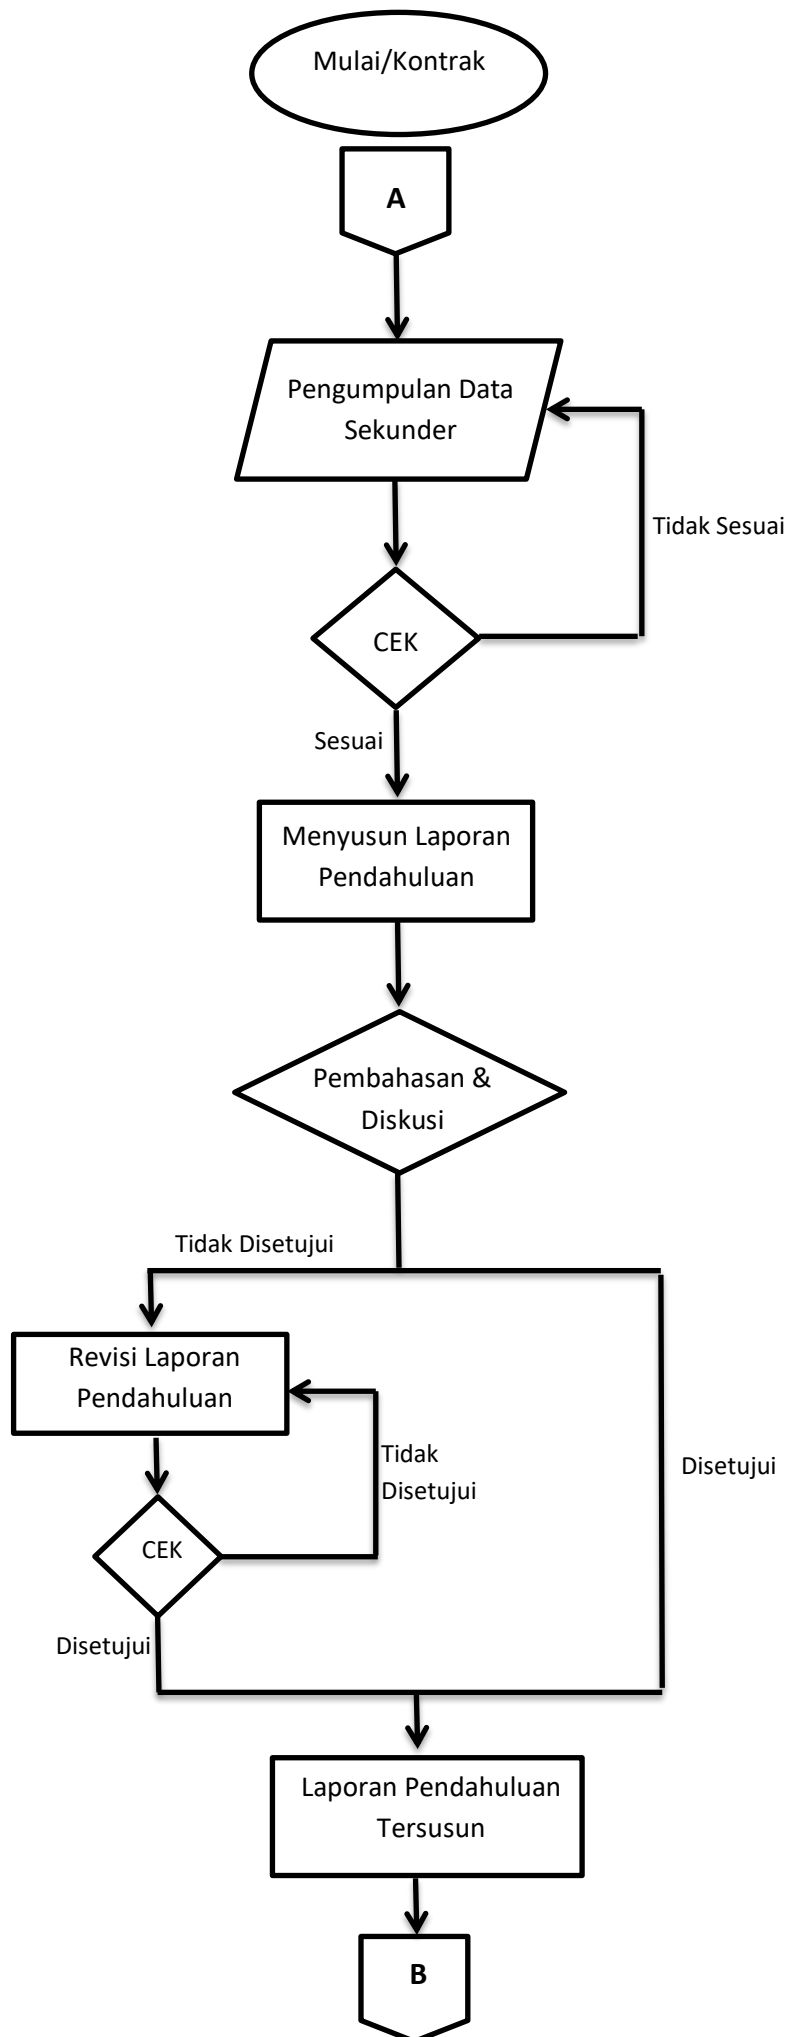 Mulai/Kontrak
A
Pengumpulan Data
Sekunder
Tidak Sesuai
CEK
Sesuai
Menyusun Laporan
Pendahuluan
Pembahasan &
Diskusi
Tidak Disetujui
Revisi Laporan
Pendahuluan
Tidak
Disetujui
Disetujui
CEK
Disetujui
Laporan Pendahuluan
Tersusun
B